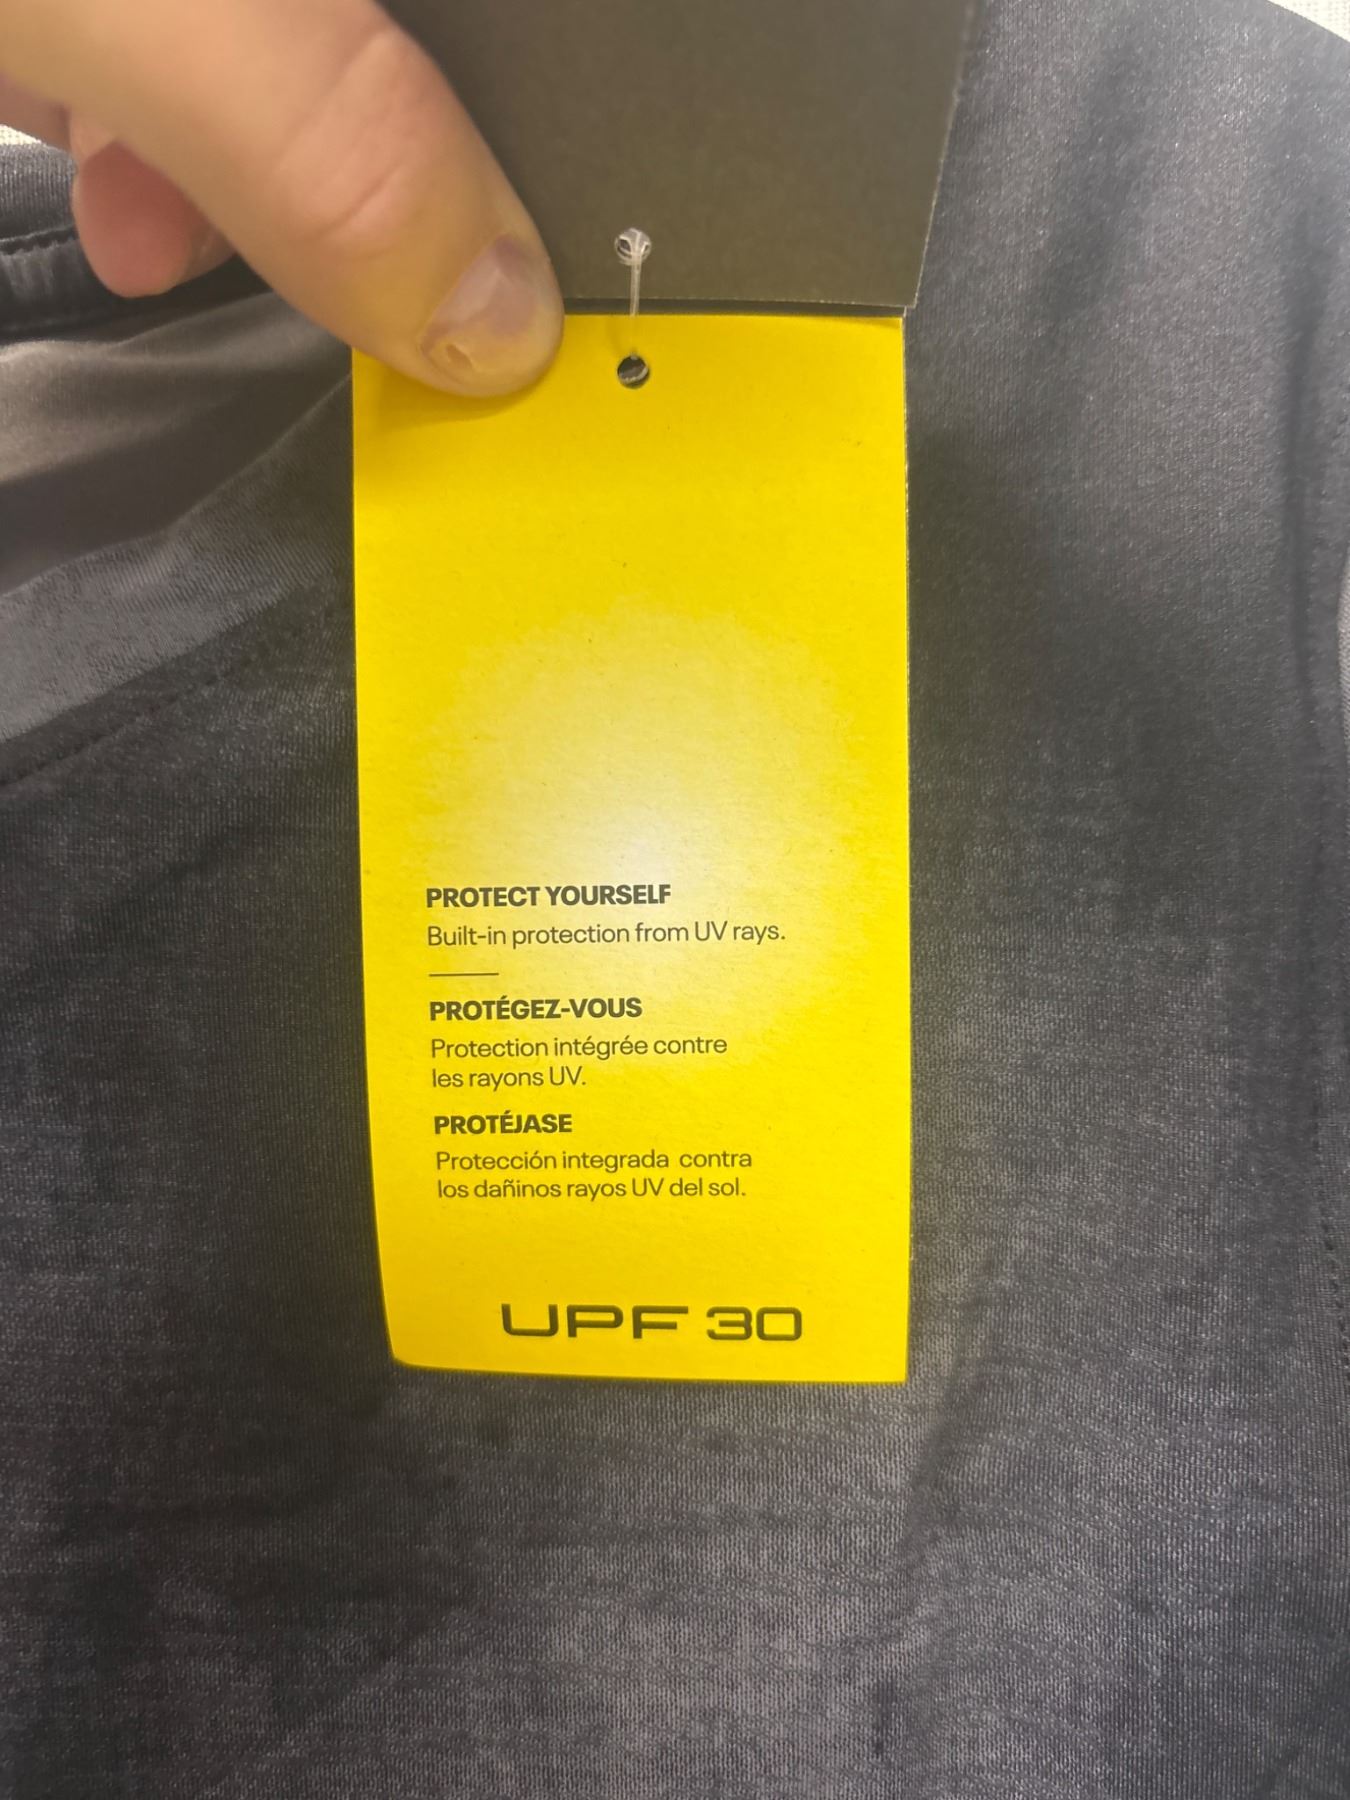 PROTECT YOURSELF
Built-in protection from UV rays.
PROTÉGEZ-VOUS
Protection intégrée contre
les rayons UV.
PROTÉJASE
Protección integrada contra
los dañinos rayos UV del sol.
UPF 30